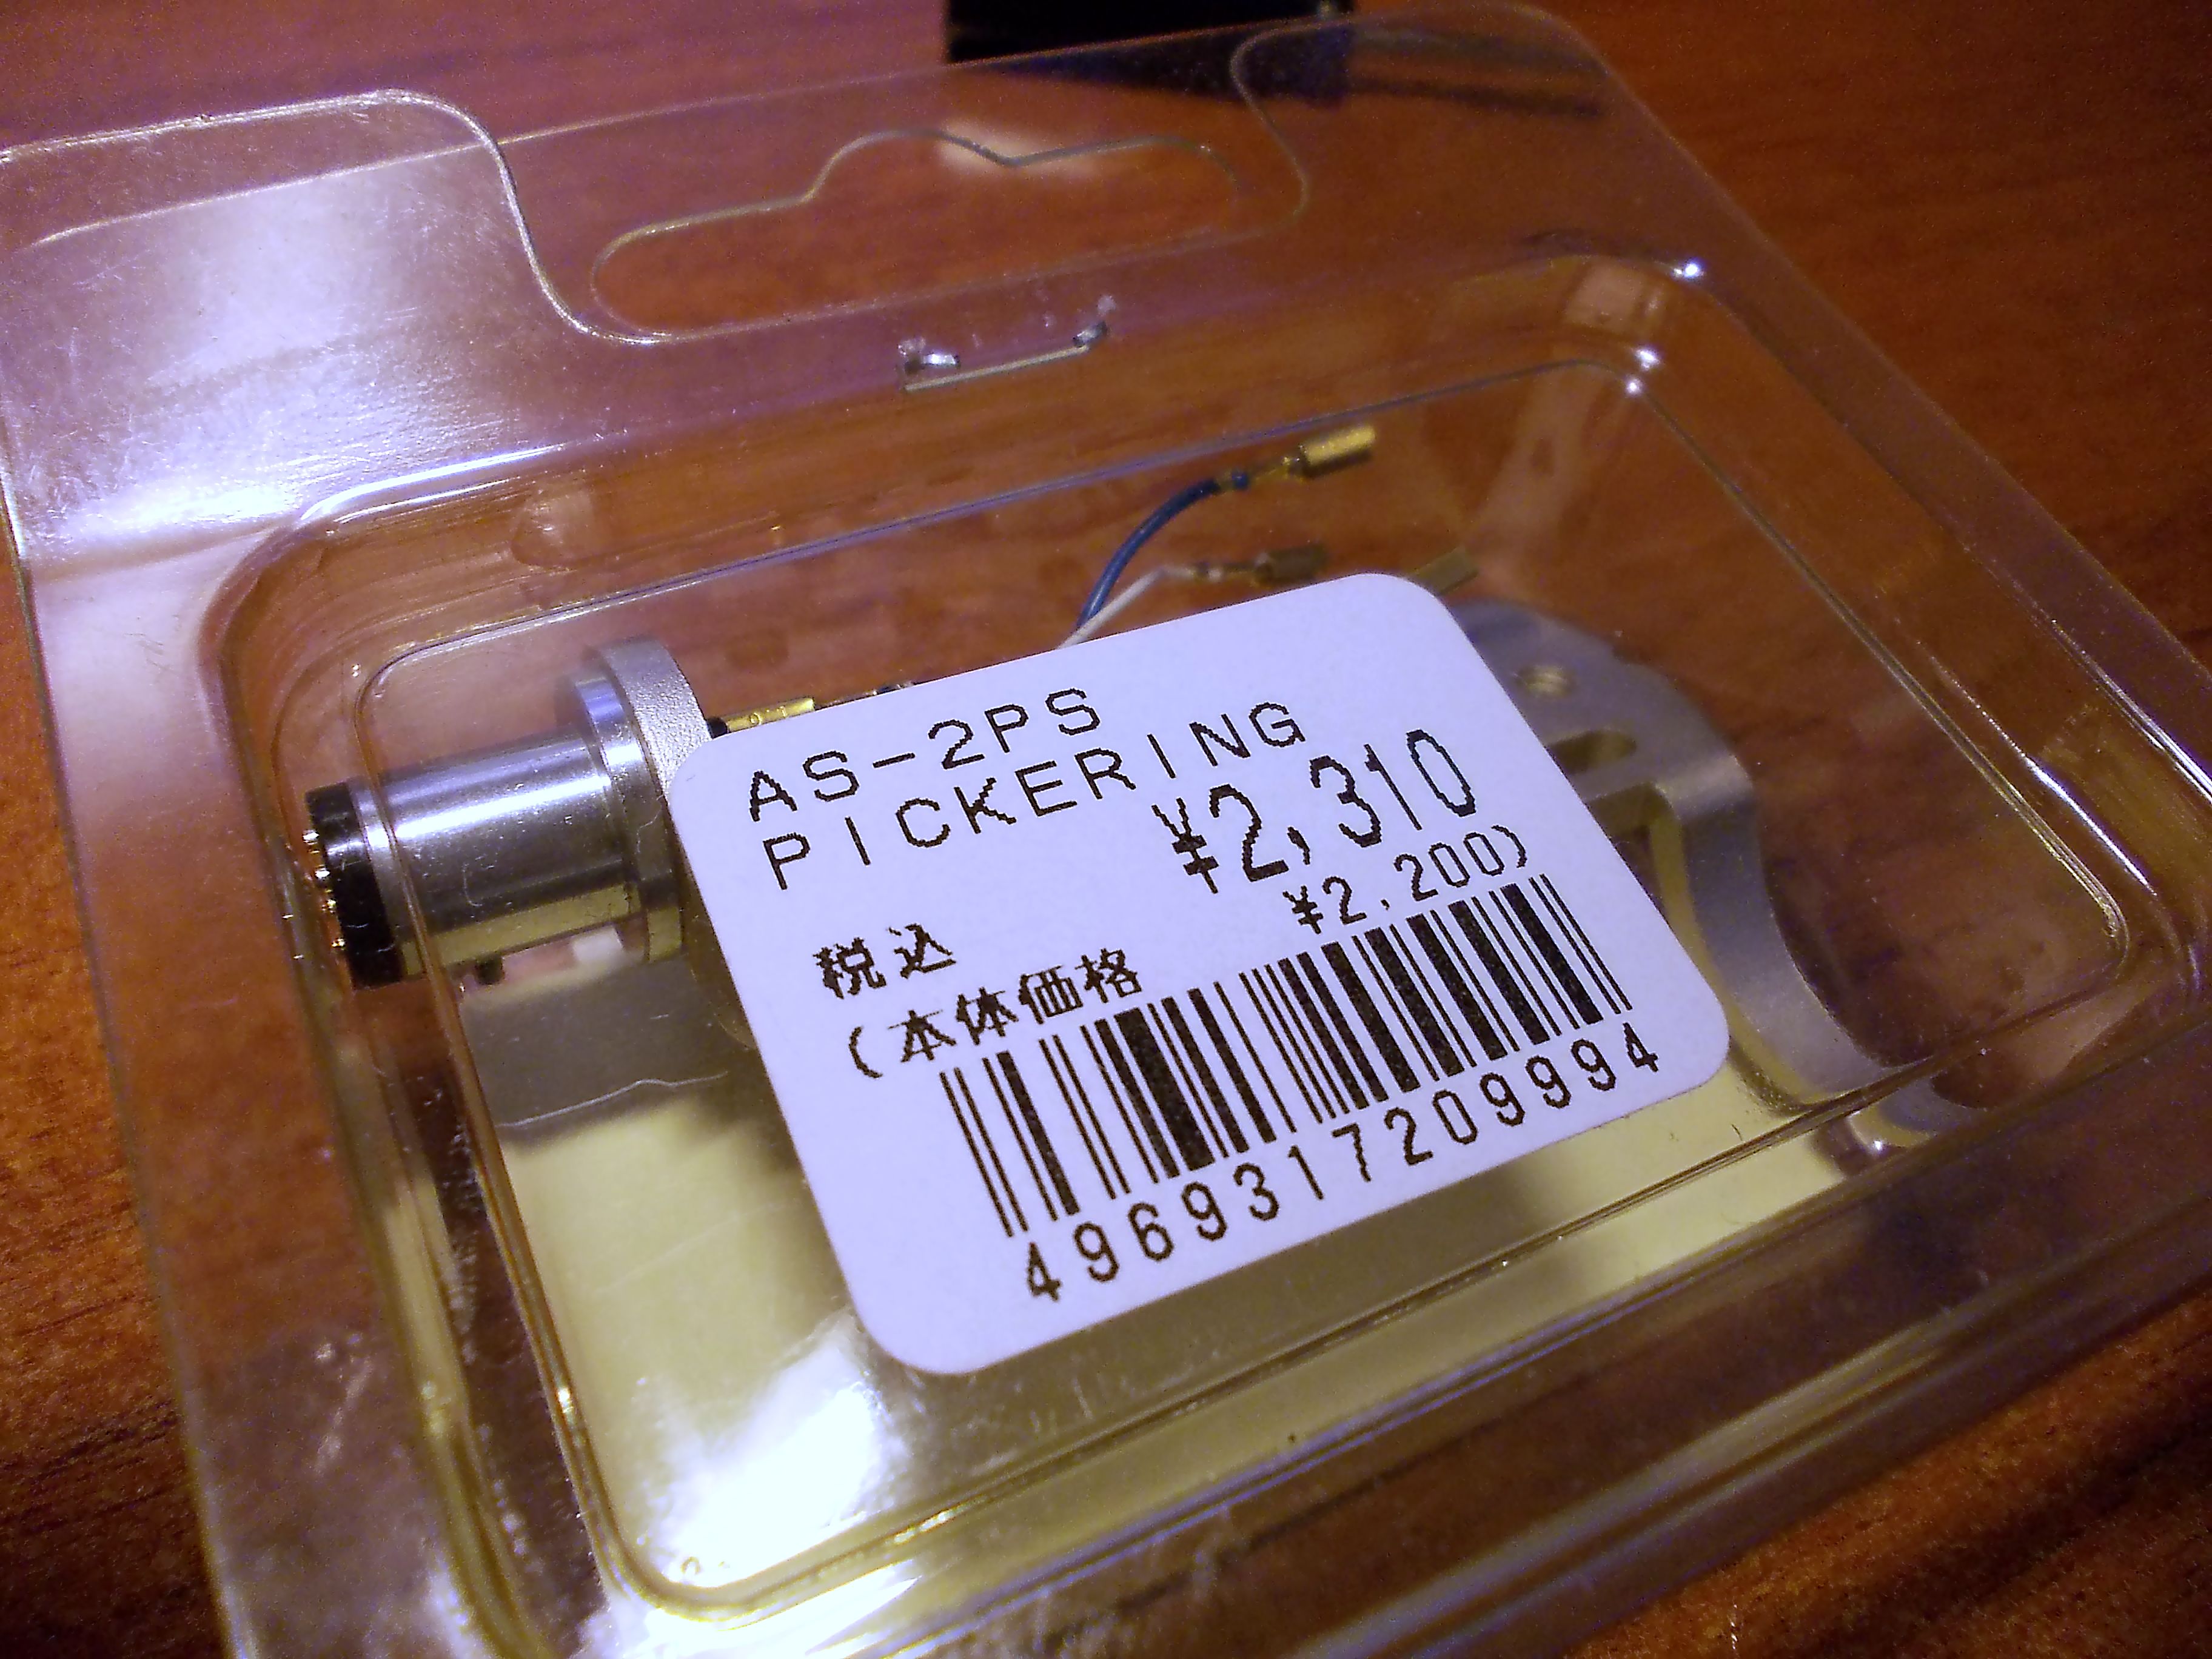 AS-2PS
PICKERING
¥2,310
税込
(本体価格 ¥2,200)
4969317209994